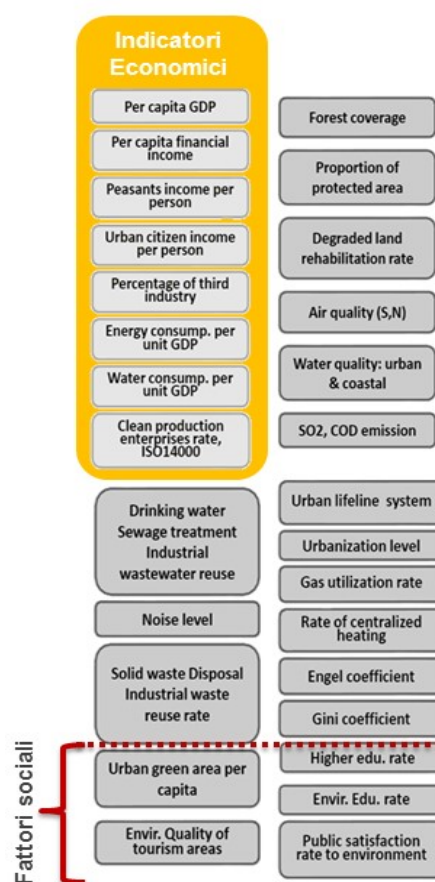 Indicatori
Economici
Per capita GDP
Per capita financial
income
Peasants income per
person
Urban citizen income
per person
Percentage of third
industry
Energy consump. per
unit GDP
Water consump. per
unit GDP
Clean production
enterprises rate,
ISO14000
Drinking water
Sewage treatment
Industrial
wastewater reuse
Noise level
Solid waste Disposal
Industrial waste
reuse rate
Urban green area per
capita
Envir. Quality of
tourism areas
Forest coverage
Proportion of
protected area
Degraded land
rehabilitation rate
Air quality (S,N)
Water quality: urban
& coastal
SO2, COD emission
Urban lifeline system
Urbanization level
Gas utilization rate
Rate of centralized
heating
Engel coefficient
Gini coefficient
Higher edu. rate
Envir. Edu. rate
Public satisfaction
rate to environment
Fattori sociali